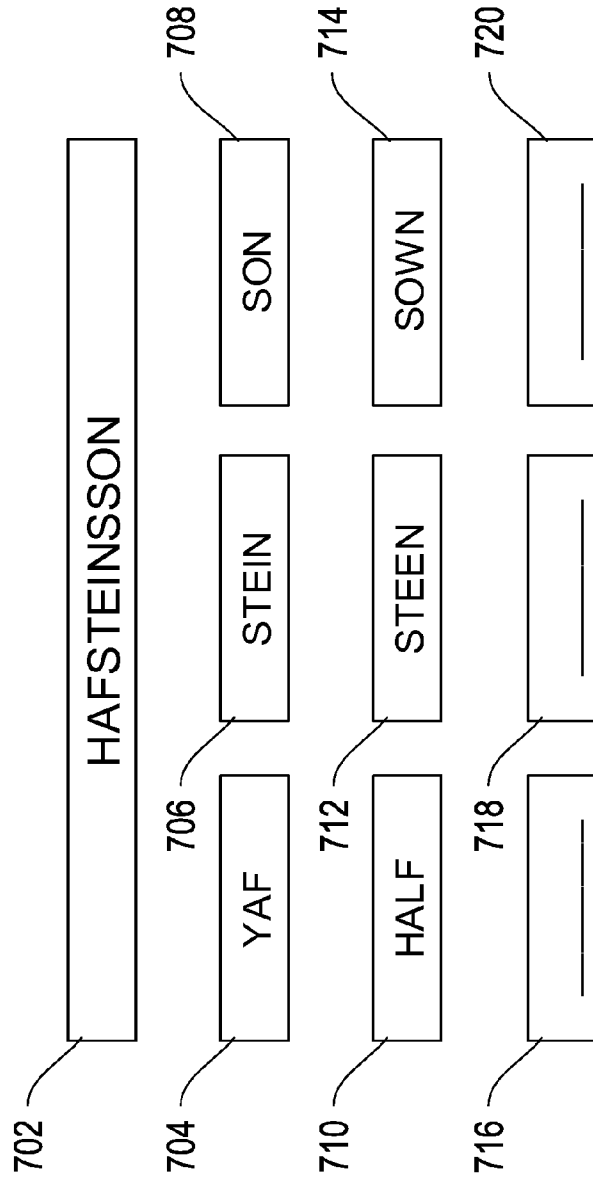 702
HAFSTEINSSON
704 706 708
YAF STEIN SON
710 712 714
HALF STEEN SOWN
716 718 720